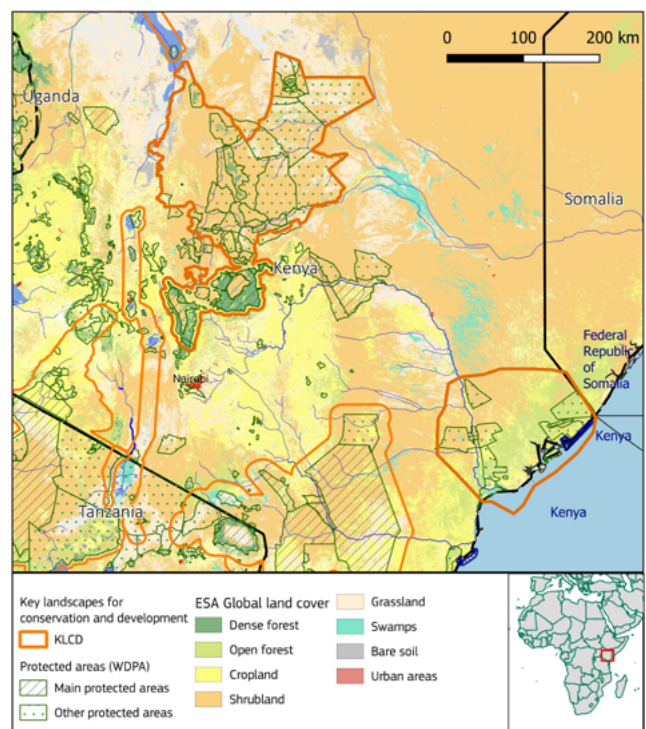 0 100 200 km
Uganda
Somalia
Kenya
Federal
Republic
of
Somalia
Nairobi
Kenya
Kenya
Tanzania
Key landscapes for
conservation and development
KLCD
Protected areas (WDPA)
Main protected areas
Other protected areas
ESA Global land cover
Dense forest
Open forest
Cropland
Shrubland
Grassland
Swamps
Bare soil
Urban areas